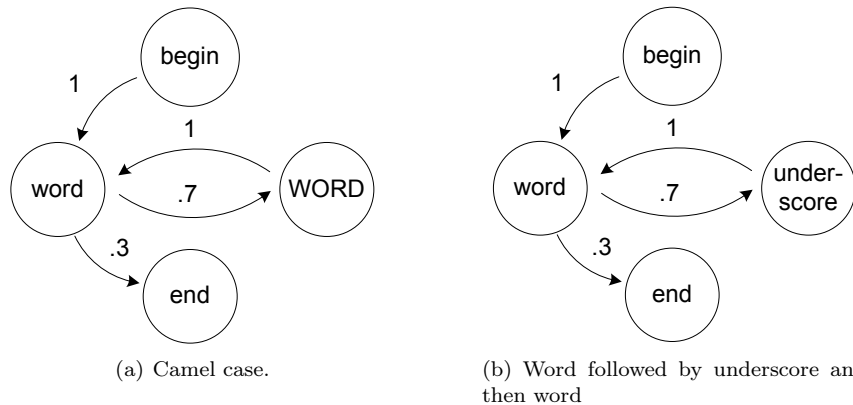 begin
1
1
word
.7
WORD
.3
end
(a) Camel case.
begin
1
1
word
.7
under-
score
.3
end
(b) Word followed by underscore an
then word